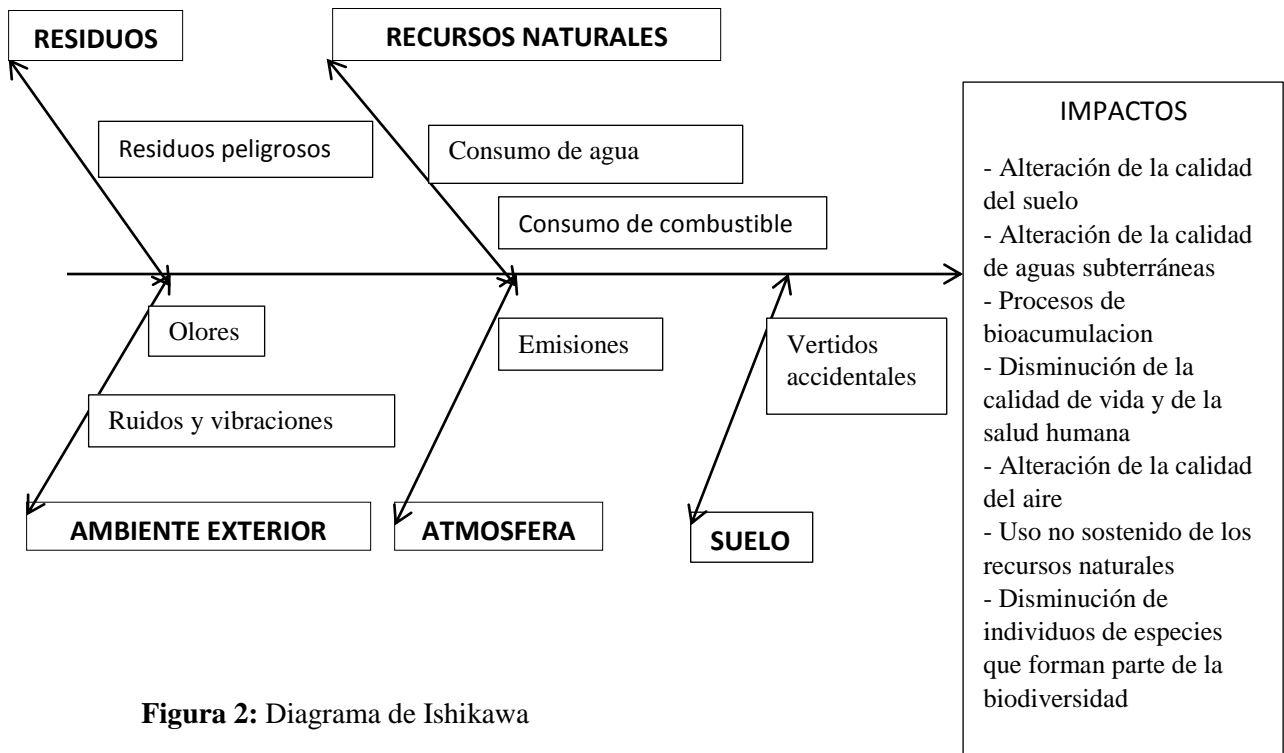 RESIDUOS
RECURSOS NATURALES
Residuos peligrosos
Consumo de agua
Consumo de combustible
Olores
Emisiones
Vertidos
accidentales
Ruidos y vibraciones
AMBIENTE EXTERIOR
ATMOSFERA
SUELO
IMPACTOS
- Alteración de la calidad
del suelo
- Alteración de la calidad
de aguas subterráneas
- Procesos de
bioacumulacion
- Disminución de la
calidad de vida y de la
salud humana
- Alteración de la calidad
del aire
- Uso no sostenido de los
recursos naturales
- Disminución de
individuos de especies
que forman parte de la
biodiversidad
Figura 2: Diagrama de Ishikawa